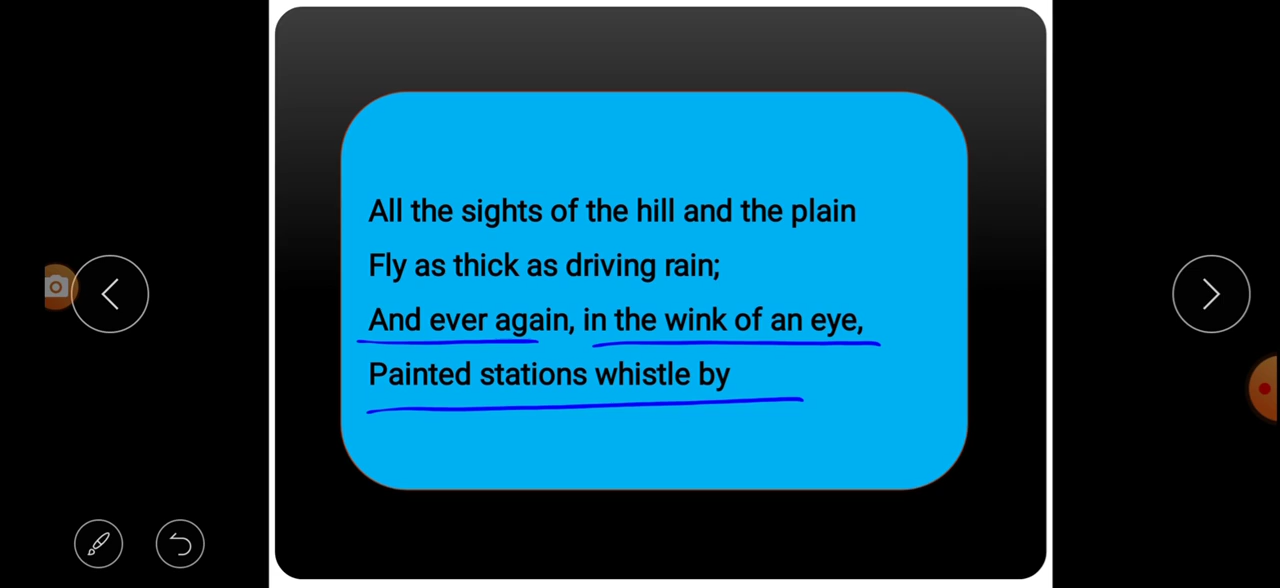 All the sights of the hill and the plain
Fly as thick as driving rain;
And ever again, in the wink of an eye,
Painted stations whistle by